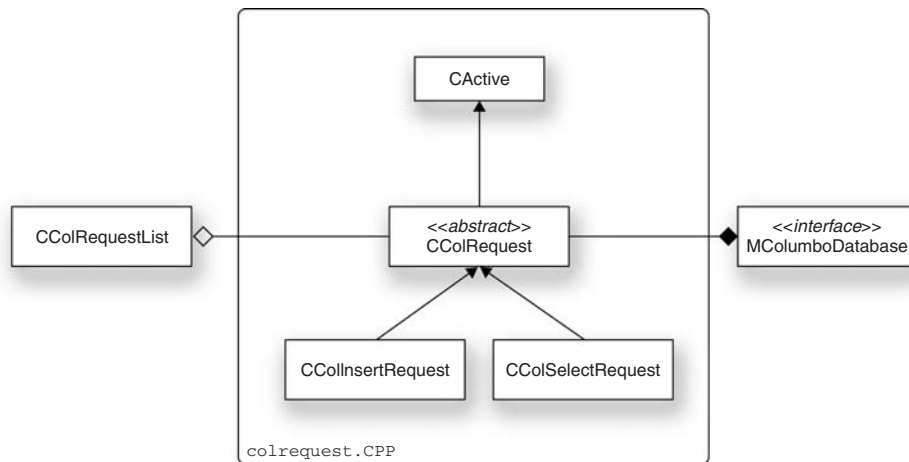 CActive
CColRequestList
<<abstract>>
CColRequest
<<interface>>
MColumboDatabase
CColInsertRequest
CColSelectRequest
colrequest.CPP